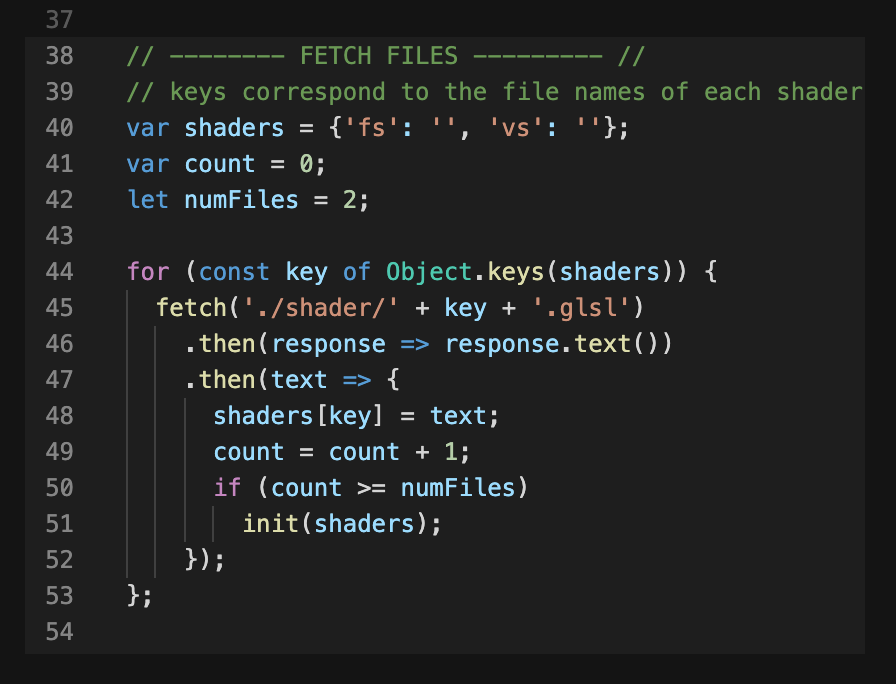 37
38 // -------- FETCH FILES --------- //
39 // keys correspond to the file names of each shader
40 var shaders = {'fs': '', 'vs': ''};
41 var count = 0;
42 let numFiles = 2;
43
44 for (const key of Object.keys(shaders)) {
45 fetch('./shader/' + key + '.glsl')
46 .then(response => response.text())
47 .then(text => {
48 shaders[key] = text;
49 count = count + 1;
50 if (count >= numFiles)
51 init(shaders);
52 });
53 };
54